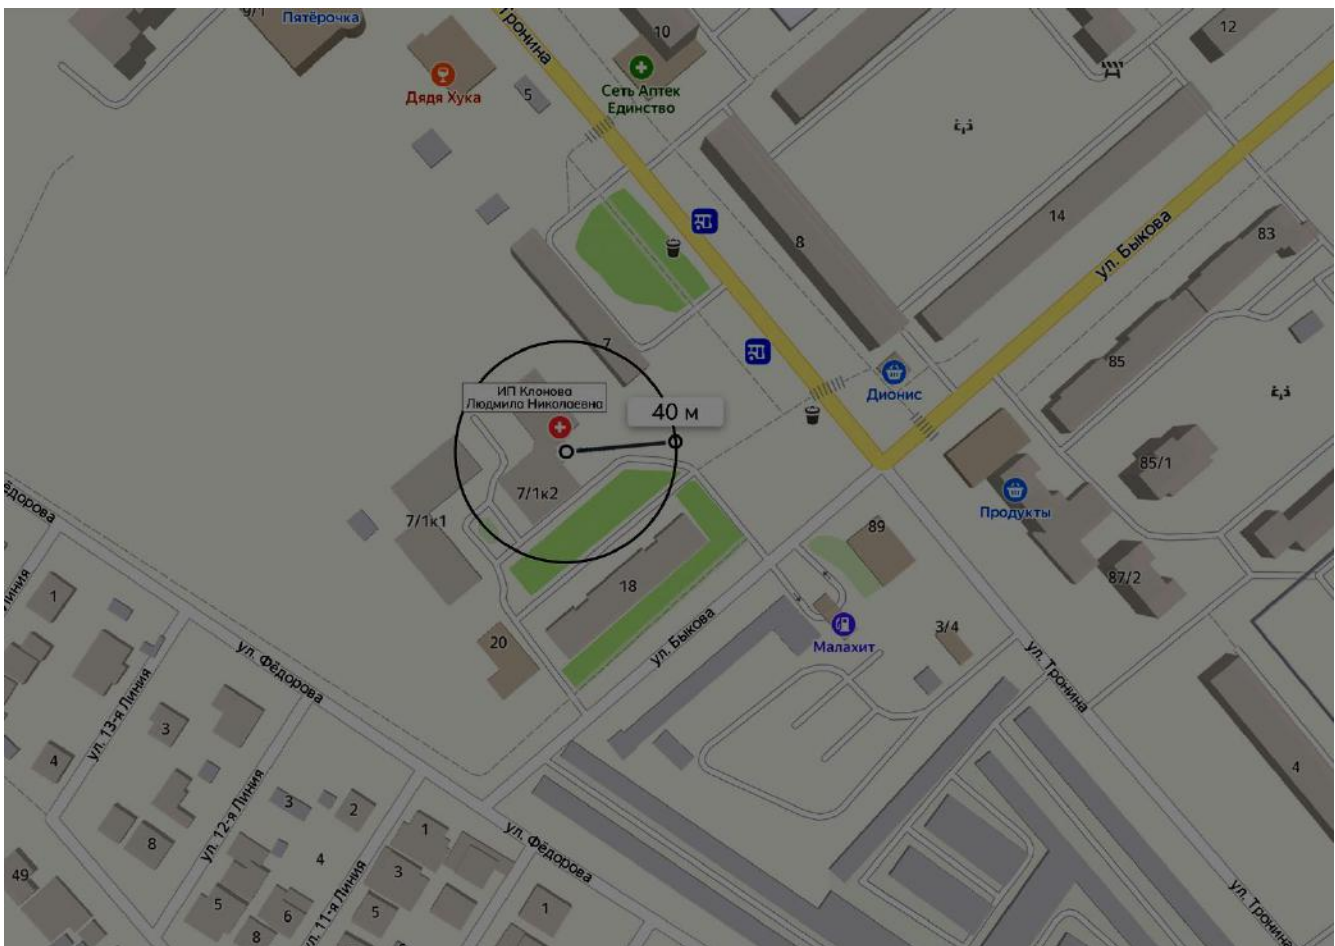 9/1
Пятёрочка
Тронина
10
12
Дядя Хука
5
Сеть Аптек
Единство
8
14
ул. Быкова
83
7
85
Дионис
ИП Клонова
Людмила Николаевна
40 м
85/1
7/1к2
Продукты
7/1к1
89
87/2
18
1
20
ул. Быкова
3/4
Малахит
ул. Фёдорова
ул. Тронина
ул. 13-я Линия
3
4
4
3
2
ул. 12-я Линия
8
4
1
ул. Фёдорова
49
3
5
6
5
1
8
ул. 11-я Линия
ул. Тронина